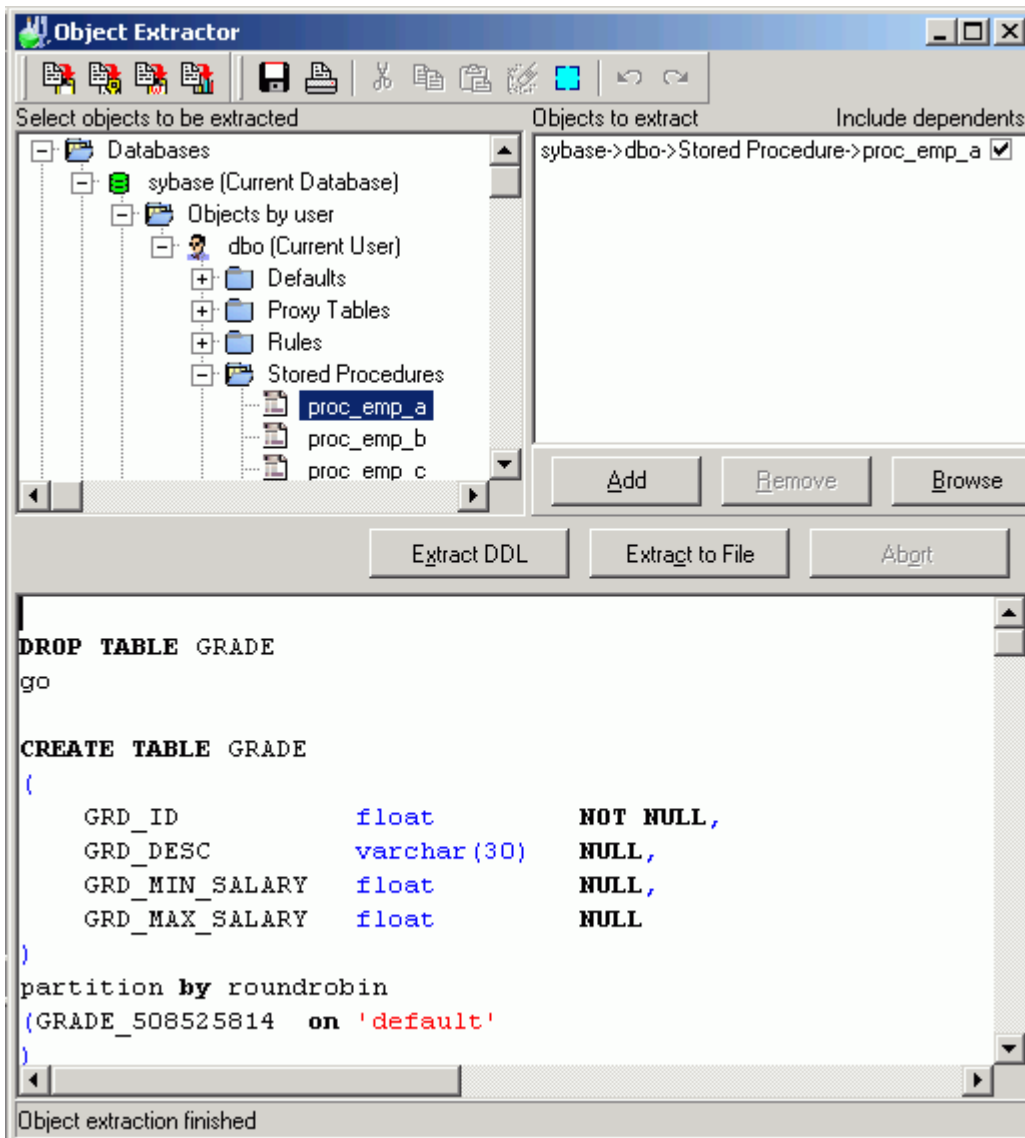 Object Extractor
Select objects to be extracted
Objects to extract Include dependents
Databases
sybase (Current Database)
Objects by user
dbo (Current User)
Defaults
Proxy Tables
Rules
Stored Procedures
proc_emp_a
proc_emp_b
proc_emp_c
sybase->dbo->Stored Procedure->proc_emp_a
Add Remove Browse
Extract DDL Extract to File Abort
DROP TABLE GRADE
go
CREATE TABLE GRADE
(
GRD_ID float NOT NULL,
GRD_DESC varchar(30) NULL,
GRD_MIN_SALARY float NULL,
GRD_MAX_SALARY float NULL
)
partition by roundrobin
(GRADE_508525814 on 'default'
)
Object extraction finished